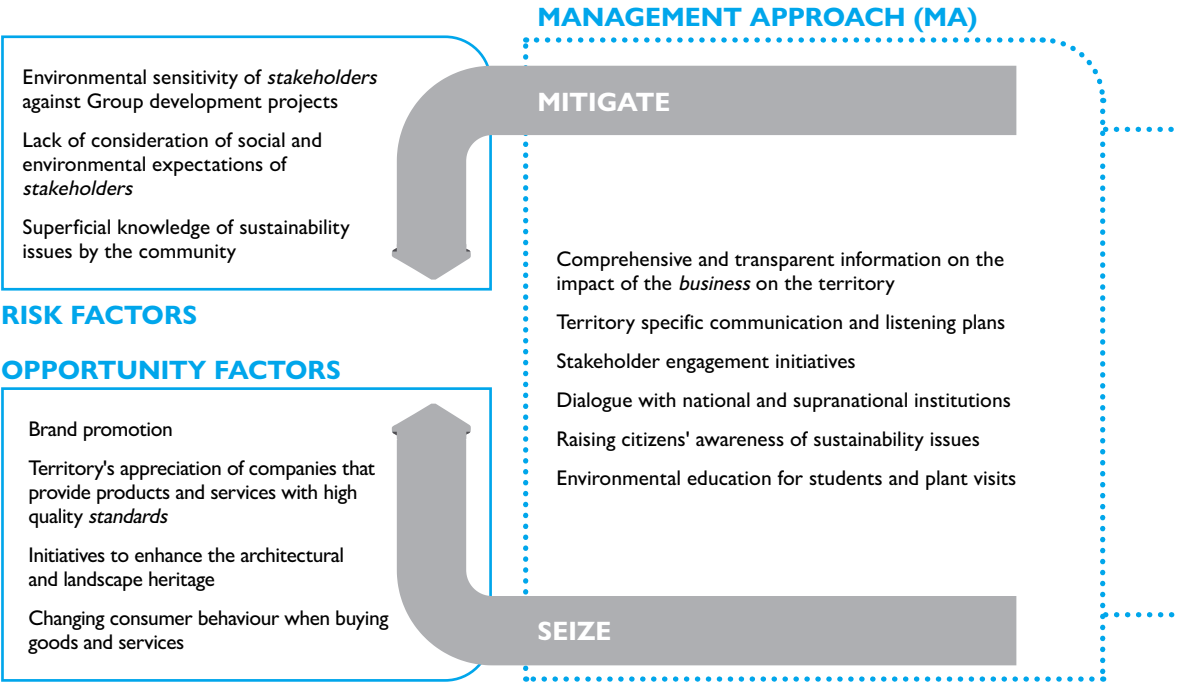 MANAGEMENT APPROACH (MA)
Environmental sensitivity of stakeholders
against Group development projects
Lack of consideration of social and
environmental expectations of
stakeholders
Superficial knowledge of sustainability
issues by the community
RISK FACTORS
OPPORTUNITY FACTORS
Brand promotion
Territory's appreciation of companies that
provide products and services with high
quality standards
Initiatives to enhance the architectural
and landscape heritage
Changing consumer behaviour when buying
goods and services
MITIGATE
Comprehensive and transparent information on the
impact of the business on the territory
Territory specific communication and listening plans
Stakeholder engagement initiatives
Dialogue with national and supranational institutions
Raising citizens' awareness of sustainability issues
Environmental education for students and plant visits
SEIZE